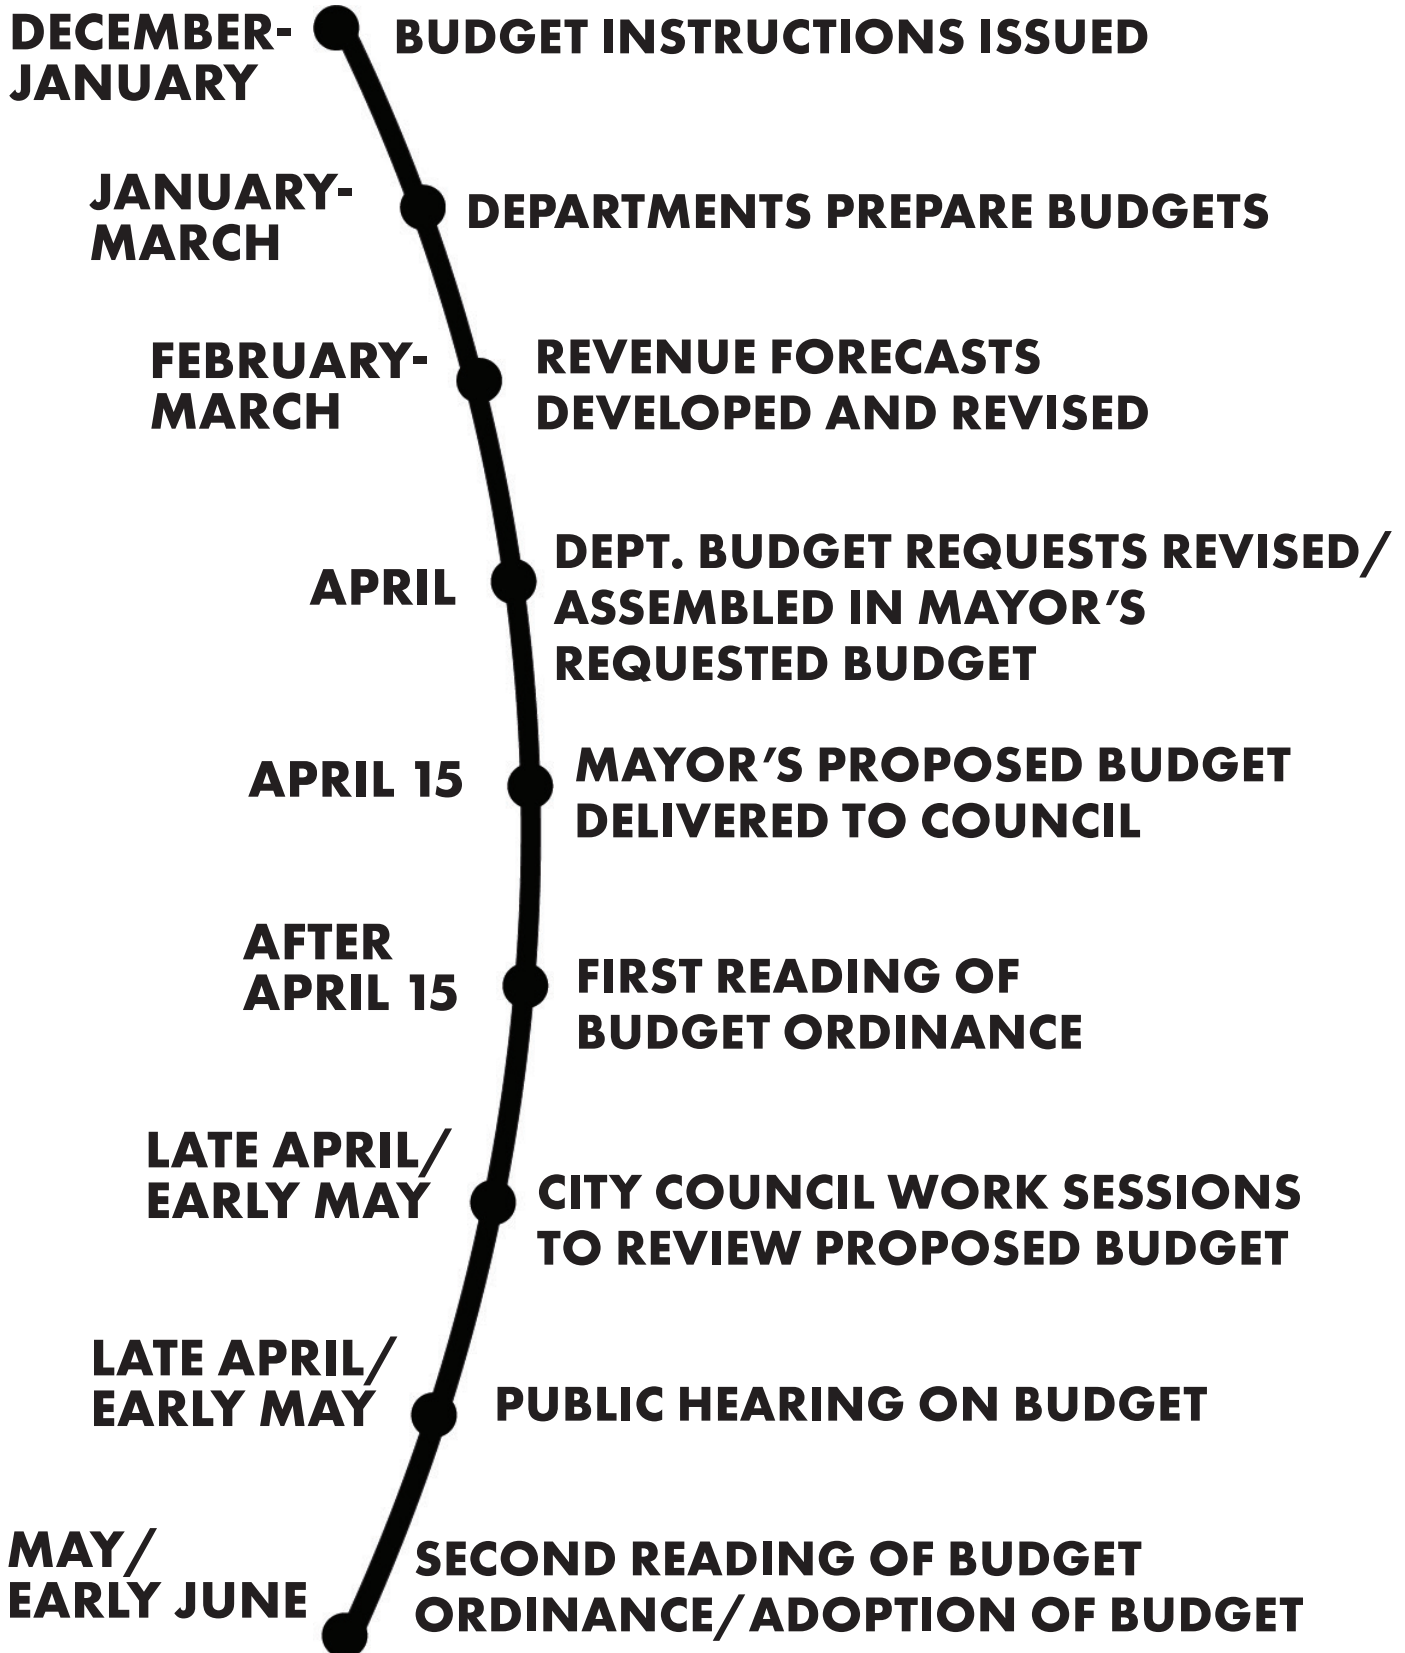 DECEMBER-
JANUARY
BUDGET INSTRUCTIONS ISSUED
JANUARY-
MARCH
DEPARTMENTS PREPARE BUDGETS
FEBRUARY-
MARCH
REVENUE FORECASTS
DEVELOPED AND REVISED
APRIL
DEPT. BUDGET REQUESTS REVISED/
ASSEMBLED IN MAYOR'S
REQUESTED BUDGET
APRIL 15
MAYOR'S PROPOSED BUDGET
DELIVERED TO COUNCIL
AFTER
APRIL 15
FIRST READING OF
BUDGET ORDINANCE
LATE APRIL/
EARLY MAY
CITY COUNCIL WORK SESSIONS
TO REVIEW PROPOSED BUDGET
LATE APRIL/
EARLY MAY
PUBLIC HEARING ON BUDGET
MAY/
EARLY JUNE
SECOND READING OF BUDGET
ORDINANCE/ADOPTION OF BUDGET